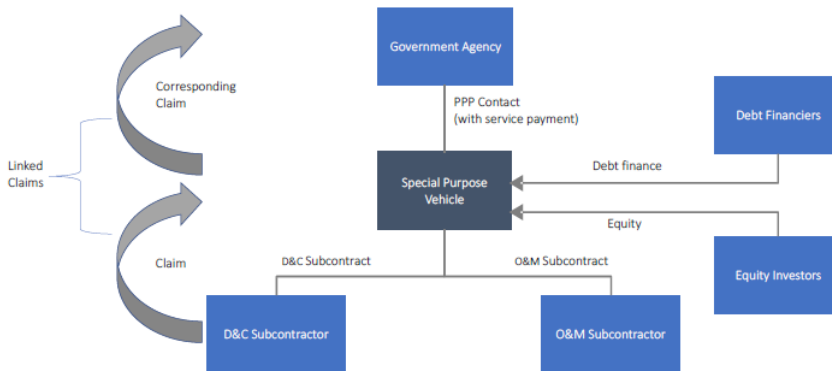 Government Agency
Corresponding
Claim
PPP Contact
(with service payment)
Debt Financiers
Linked
Claims
Special Purpose
Vehicle
Debt finance
Equity
Claim
D&C Subcontract
O&M Subcontract
Equity Investors
D&C Subcontractor
O&M Subcontractor